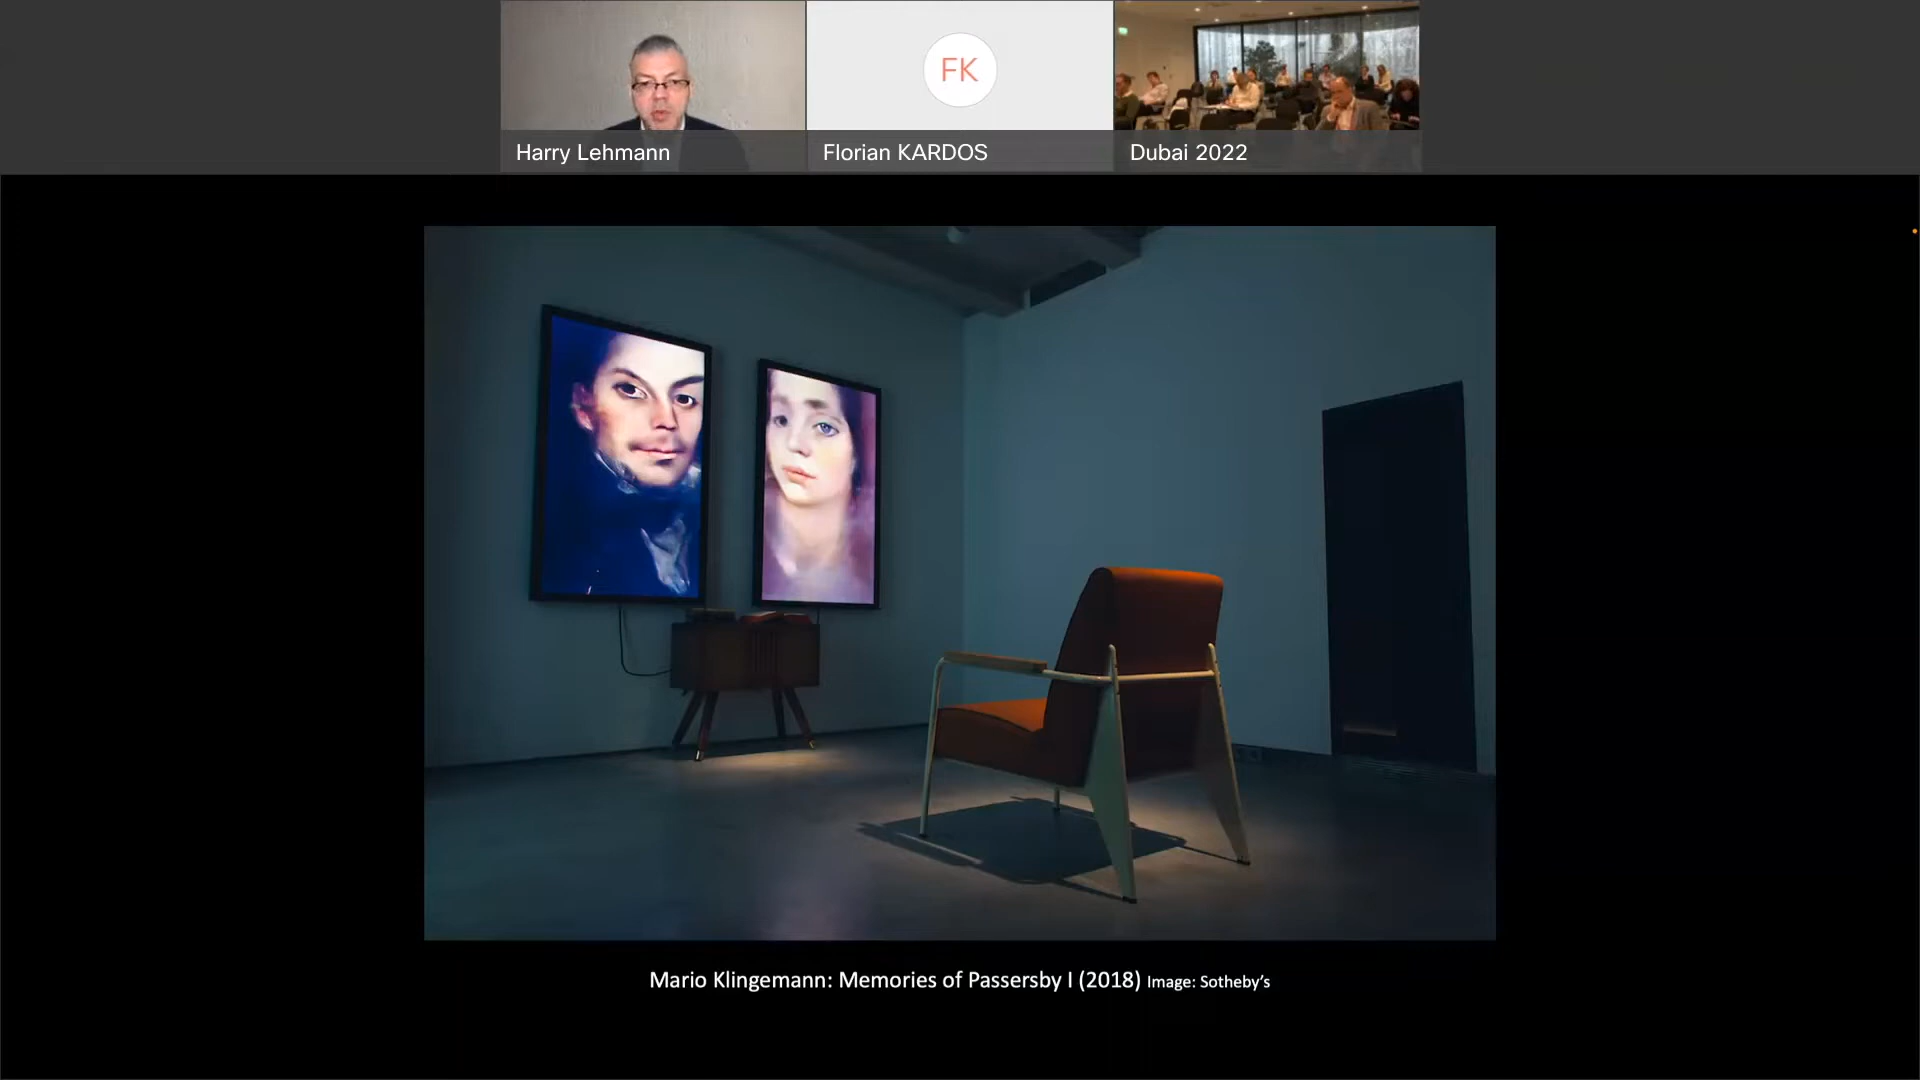 FK
Harry Lehmann
Florian KARDOS
Dubai 2022
Mario Klingemann: Memories of Passersby I (2018) Image: Sotheby’s